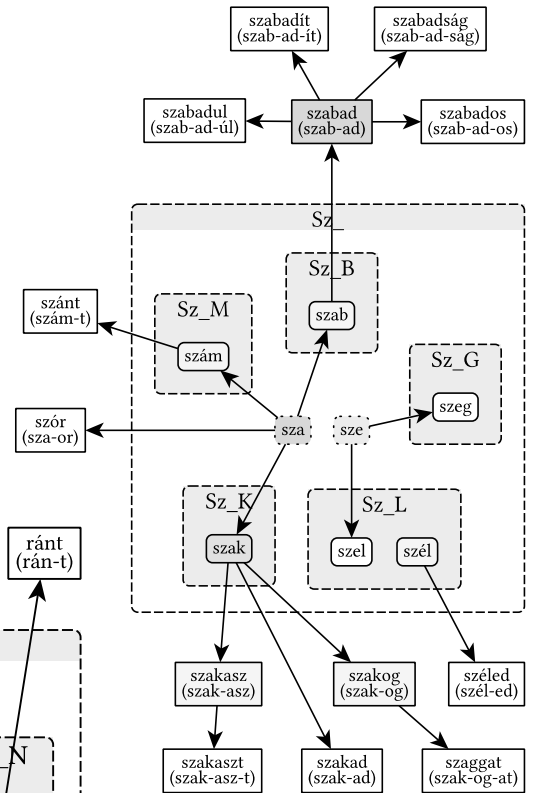 szabadít
(szab-ad-ít)
szabadság
(szab-ad-ság)
szabadul
(szab-ad-úl)
szabad
(szab-ad)
szabados
(szab-ad-os)
Sz_
Sz_B
szab
Sz_M
szám
szánt
(szám-t)
Sz_G
szeg
szór
(sza-or)
sza
sze
Sz_K
szak
Sz_L
szel
szél
ránt
(rán-t)
szakasz
(szak-asz)
szakog
(szak-og)
széled
(szél-ed)
_N
szakaszt
(szak-asz-t)
szakad
(szak-ad)
szaggat
(szak-og-at)